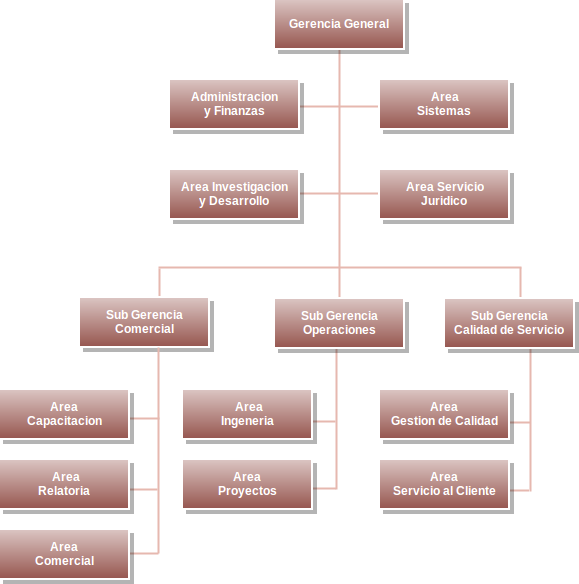 Gerencia General
Administracion
y Finanzas
Area
Sistemas
Area Investigacion
y Desarrollo
Area Servicio
Juridico
Sub Gerencia
Comercial
Sub Gerencia
Operaciones
Sub Gerencia
Calidad de Servicio
Area
Capacitacion
Area
Ingeneria
Area
Gestion de Calidad
Area
Relatoria
Area
Proyectos
Area
Servicio al Cliente
Area
Comercial